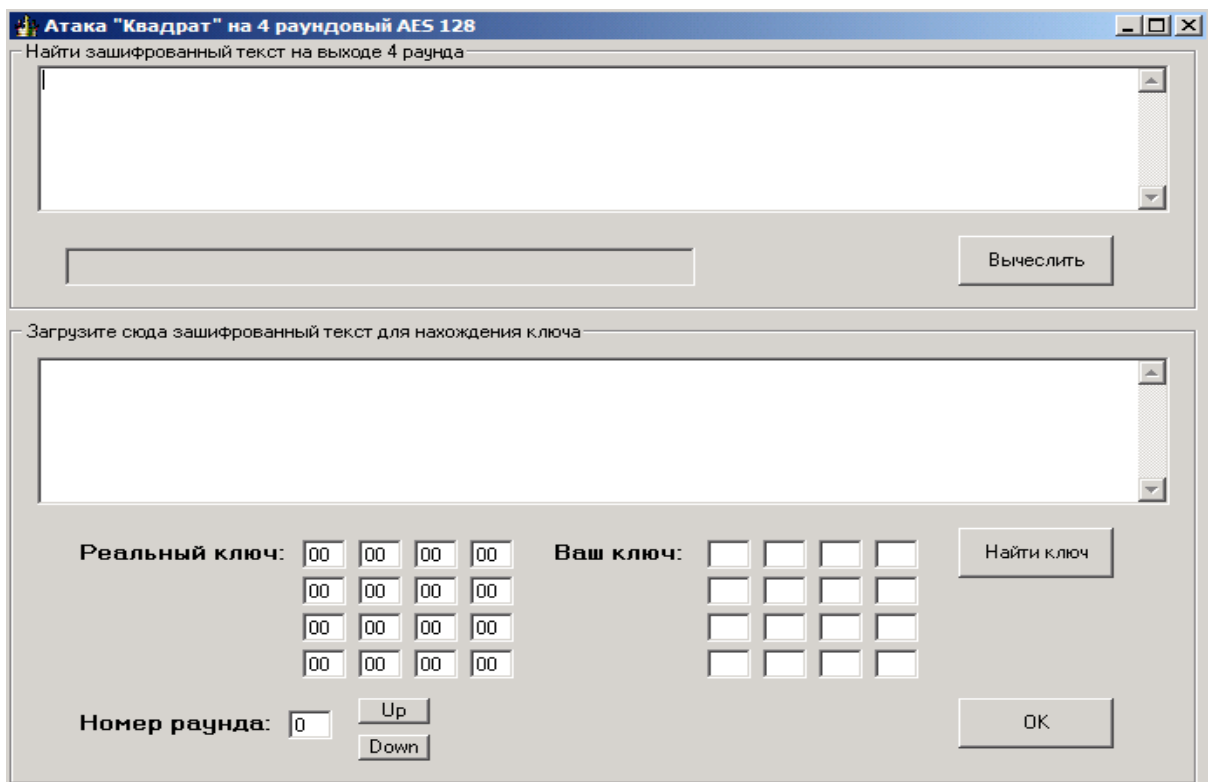 Атака "Квадрат" на 4 раундовый AES 128
Найти зашифрованный текст на выходе 4 раунда
Вычеслить
Загрузите сюда зашифрованный текст для нахождения ключа
Реальный ключ: 00 00 00 00 Ваш ключ: Найти ключ
00 00 00 00
00 00 00 00
00 00 00 00
Номер раунда: 0 Up
Down
OK